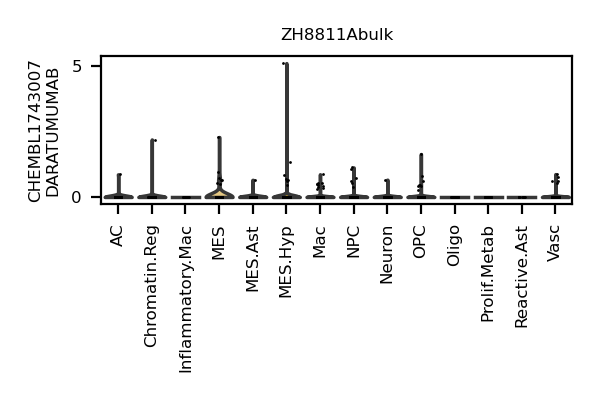 ZH8811Abulk
CHEMBL1743007
DARATUMUMAB
5
0
AC
Chromatin.Reg
Inflammatory.Mac
MES
MES.Ast
MES.Hyp
Mac
NPC
Neuron
OPC
Oligo
Prolif.Metab
Reactive.Ast
Vasc